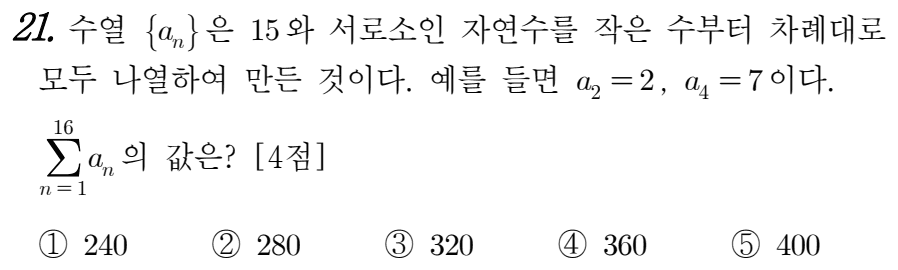 21. 수열 {aₙ}은 15와 서로소인 자연수를 작은 수부터 차례대로
모두 나열하여 만든 것이다. 예를 들면 a₂=2, a₄=7이다.
∑ₙ₌₁¹⁶ aₙ의 값은? [4점]
① 240 ② 280 ③ 320 ④ 360 ⑤ 400